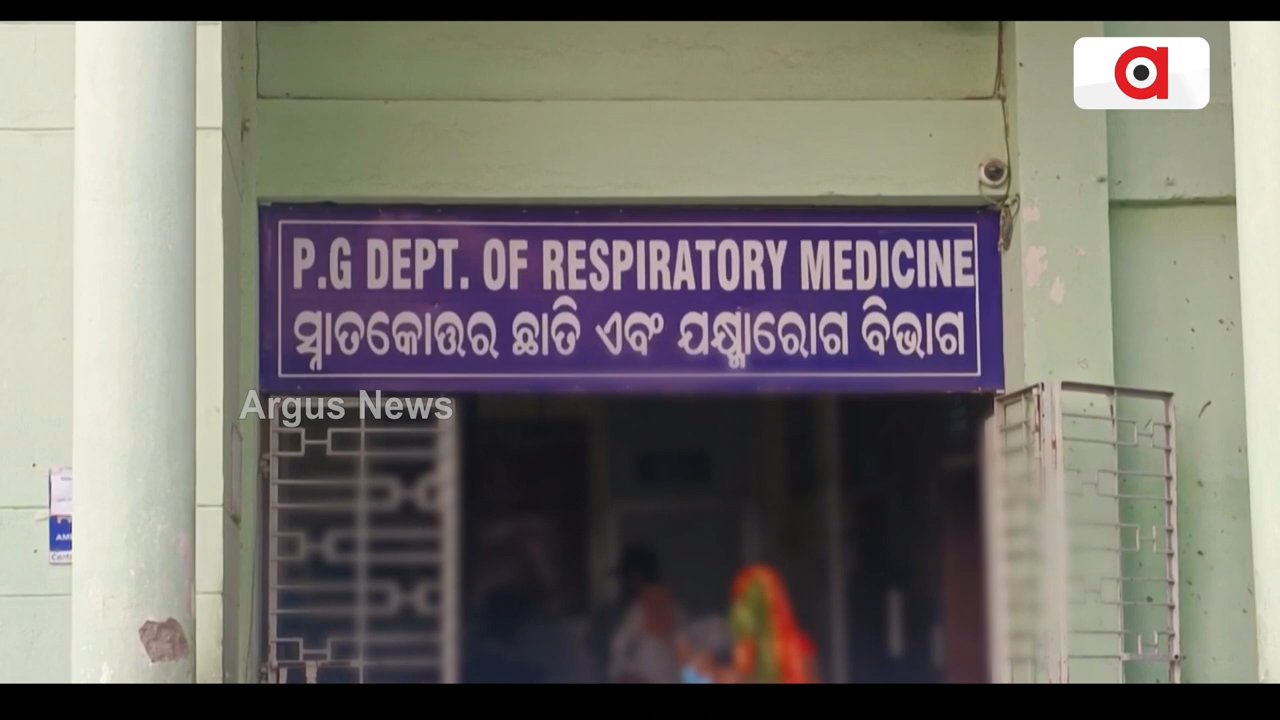 P.G DEPT. OF RESPIRATORY MEDICINE
ସ୍ନାତକୋତ୍ତର ଛାତି ଏବଂ ଯକ୍ଷ୍ମାରୋଗ ବିଭାଗ
Argus News